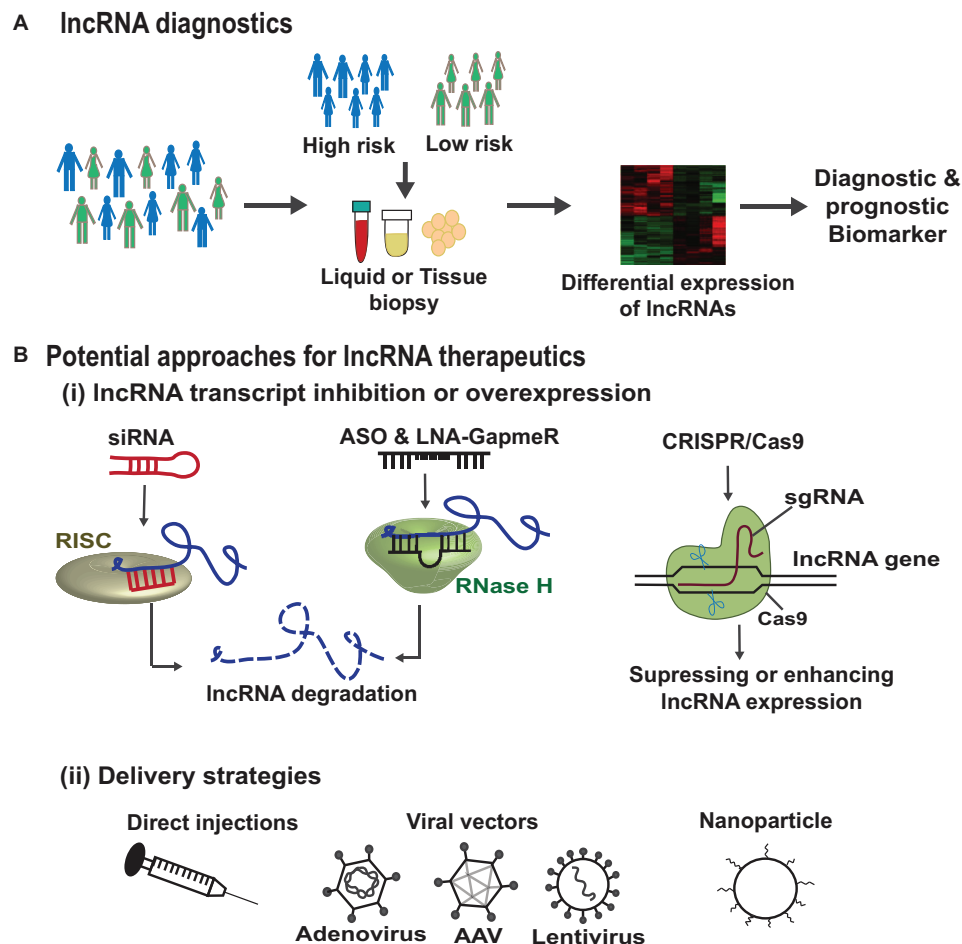 A lncRNA diagnostics
High risk
Low risk
Liquid or Tissue
biopsy
Differential expression
of lncRNAs
Diagnostic &
prognostic
Biomarker
B Potential approaches for lncRNA therapeutics
(i) lncRNA transcript inhibition or overexpression
siRNA
RISC
ASO & LNA-GapmeR
RNase H
lncRNA degradation
CRISPR/Cas9
sgRNA
lncRNA gene
Cas9
Supressing or enhancing
lncRNA expression
(ii) Delivery strategies
Direct injections
Viral vectors
Nanoparticle
Adenovirus
AAV
Lentivirus